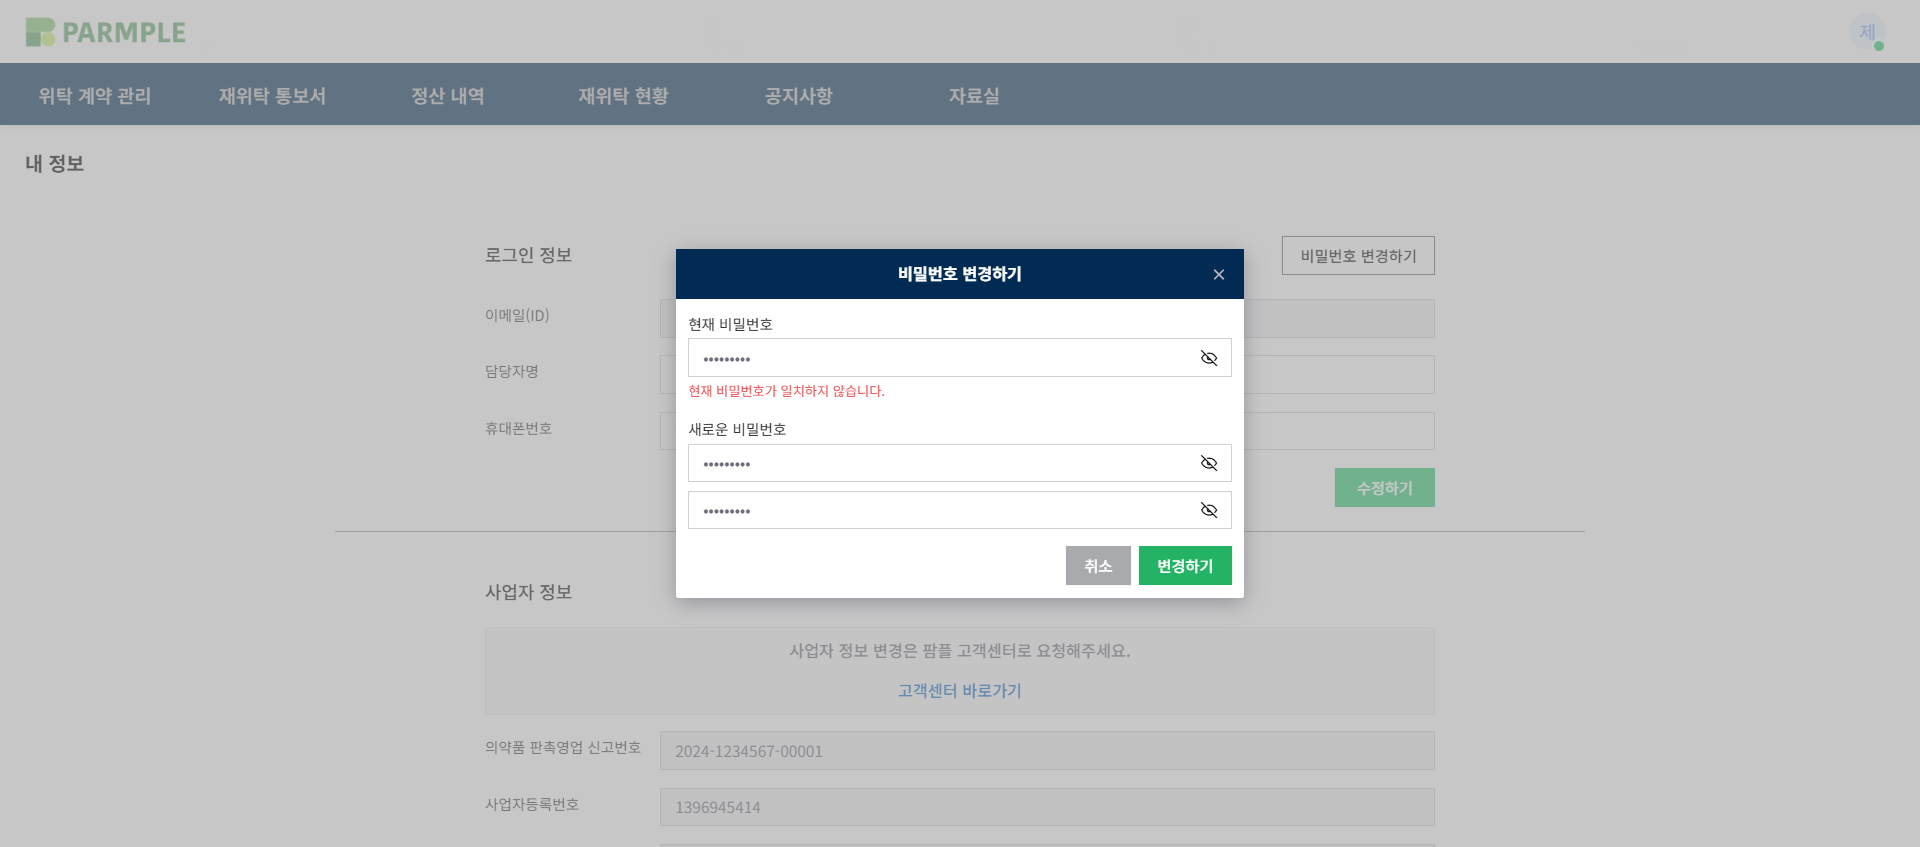 PARMPLE
제
위탁 계약 관리 재위탁 통보서 정산 내역 재위탁 현황 공지사항 자료실
내 정보
로그인 정보
비밀번호 변경하기
이메일(ID)
담당자명
휴대폰번호
수정하기
비밀번호 변경하기
현재 비밀번호
•••••••••
현재 비밀번호가 일치하지 않습니다.
새로운 비밀번호
•••••••••
•••••••••
취소 변경하기
사업자 정보
사업자 정보 변경은 팜플 고객센터로 요청해주세요.
고객센터 바로가기
의약품 판촉영업 신고번호 2024-1234567-00001
사업자등록번호 1396945414